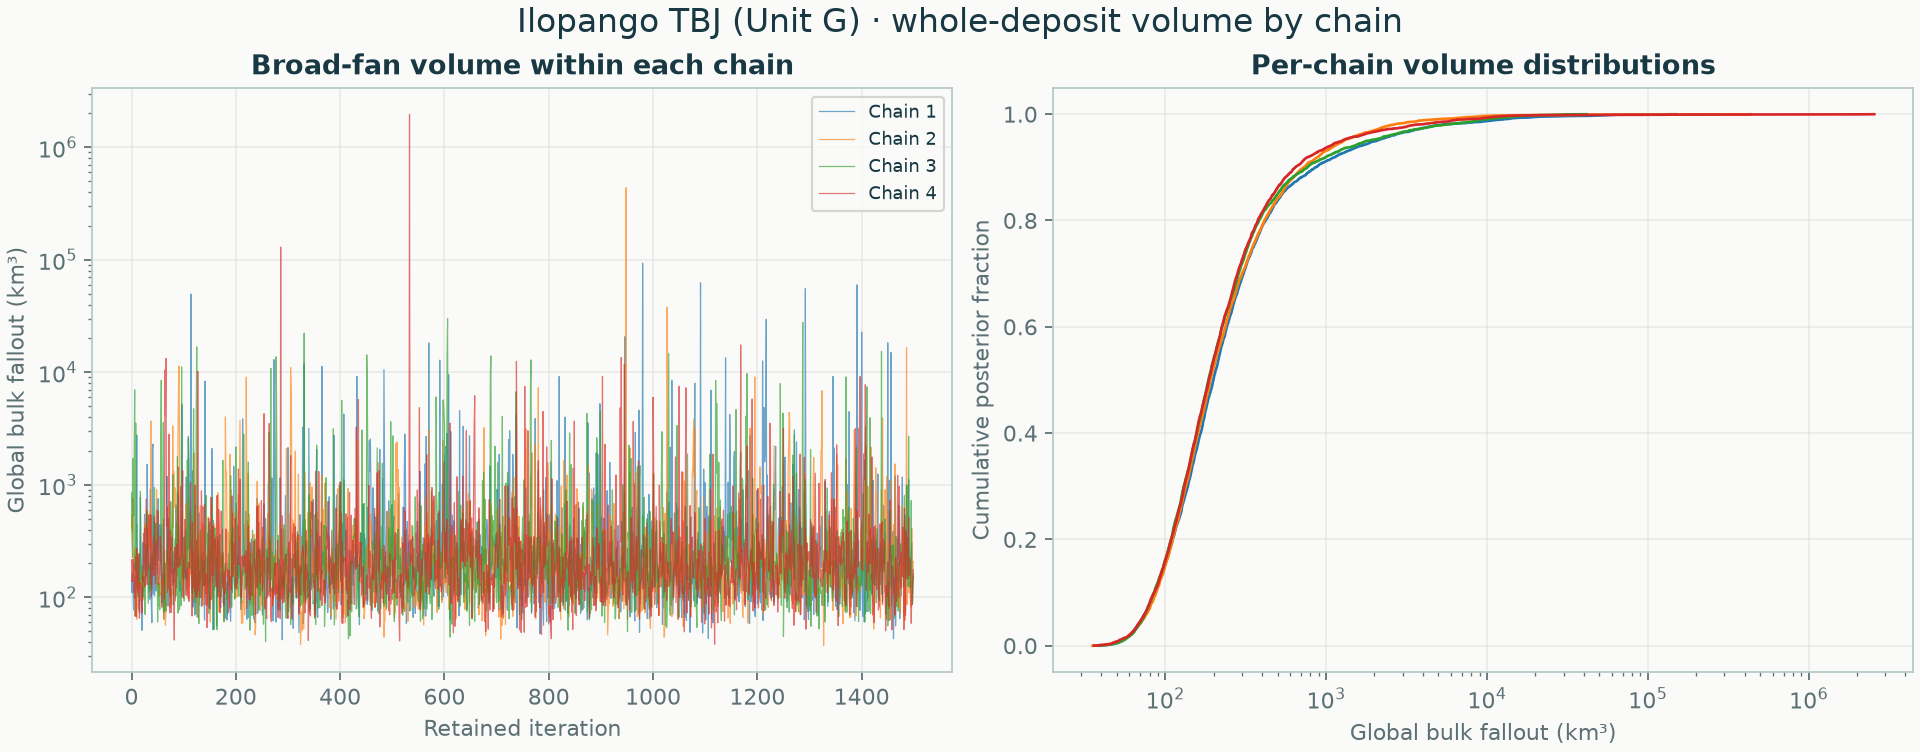 Ilopango TBJ (Unit G) · whole-deposit volume by chain
Broad-fan volume within each chain
Global bulk fallout (km³)
10⁶
10⁵
10⁴
10³
10²
Chain 1
Chain 2
Chain 3
Chain 4
0 200 400 600 800 1000 1200 1400
Retained iteration
Per-chain volume distributions
Cumulative posterior fraction
1.0
0.8
0.6
0.4
0.2
0.0
10² 10³ 10⁴ 10⁵ 10⁶
Global bulk fallout (km³)